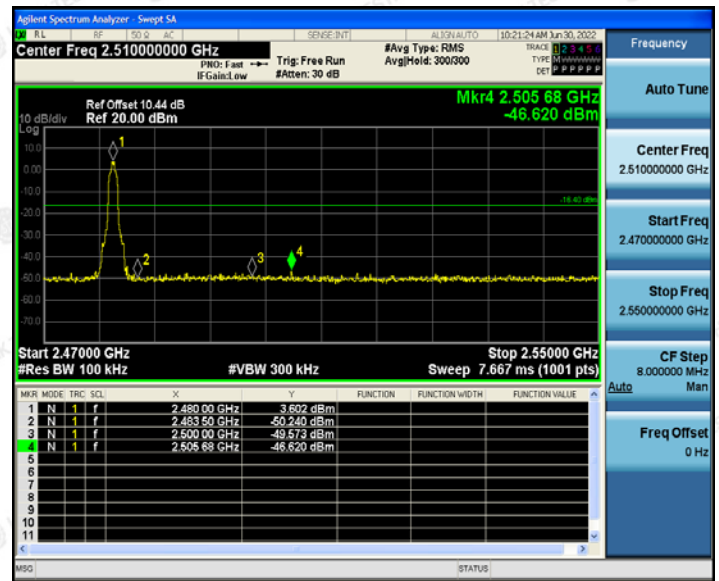 Agilent Spectrum Analyzer - Swept SA
RL RF 50 Ω AC SENSE:INT ALIGNAUTO 10:21:24 AM Jun 30, 2022
Center Freq 2.510000000 GHz
PNO: Fast
IFGain:Low
Trig: Free Run
#Atten: 30 dB
#Avg Type: RMS
Avg|Hold: 300/300
TRACE 1 2 3 4 5 6
TYPE M WWWWW
DET P P P P P P
Frequency
Auto Tune
Center Freq
2.510000000 GHz
Start Freq
2.470000000 GHz
Stop Freq
2.550000000 GHz
CF Step
8.000000 MHz
Auto Man
Freq Offset
0 Hz
Mkr4 2.505 68 GHz
-46.620 dBm
Ref Offset 10.44 dB
10 dB/div Ref 20.00 dBm
Log
10.0
0.00
-10.0
-20.0
-30.0
-40.0
-50.0
-60.0
-70.0
1
2
3
4
-16.40 dBm
Start 2.47000 GHz Stop 2.55000 GHz
#Res BW 100 kHz #VBW 300 kHz Sweep 7.667 ms (1001 pts)
MKR MODE TRC SCL X Y FUNCTION FUNCTION WIDTH FUNCTION VALUE
1 N 1 f 2.480 00 GHz 3.602 dBm
2 N 1 f 2.483 50 GHz -50.240 dBm
3 N 1 f 2.500 00 GHz -49.573 dBm
4 N 1 f 2.505 68 GHz -46.620 dBm
5
6
7
8
9
10
11
MSG STATUS